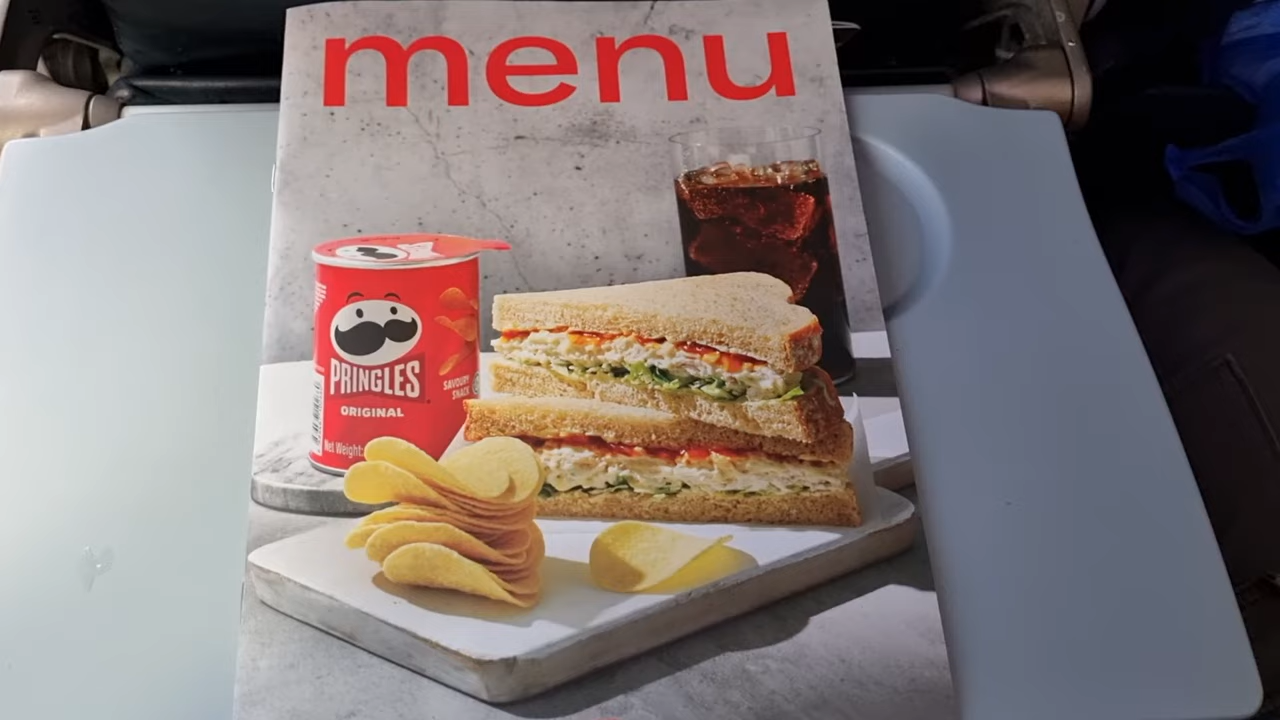 menu
PRINGLES
ORIGINAL
SAVOURY
SNACK
Net Weight: